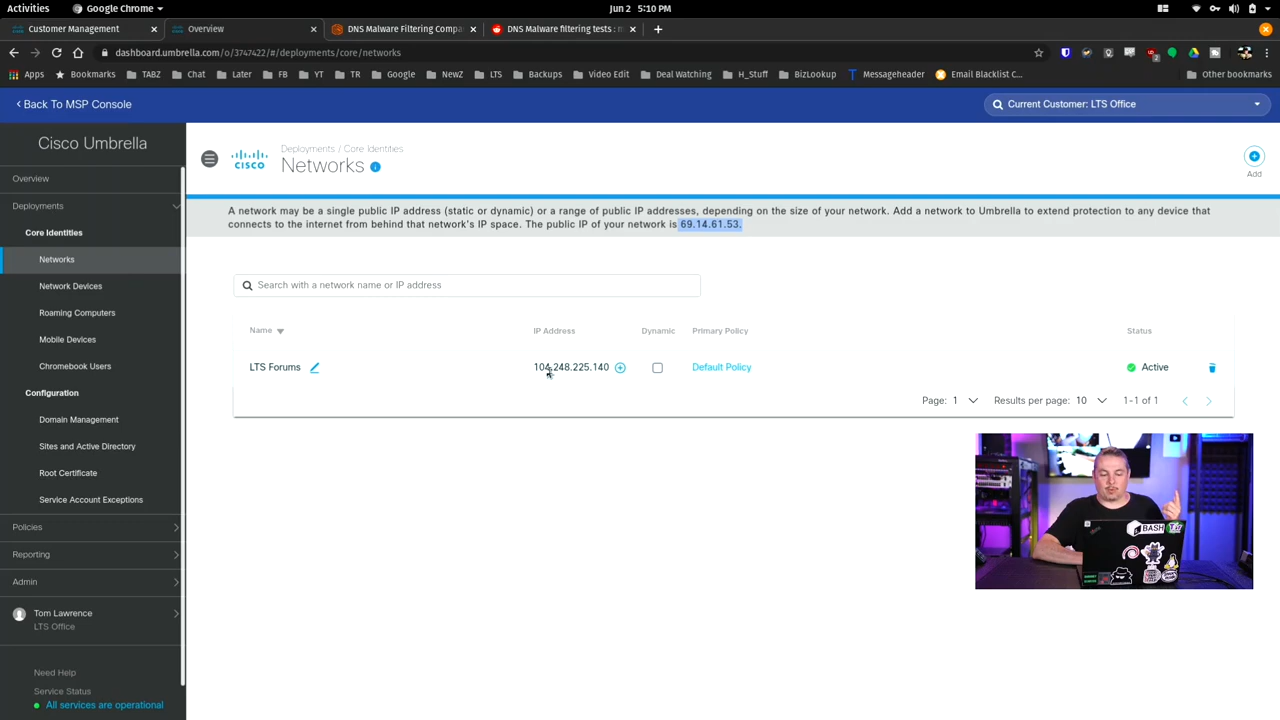 Activities
Google Chrome
Jun 2 5:10 PM
Customer Management
Overview
DNS Malware Filtering Compa
DNS Malware filtering tests : n
dashboard.umbrella.com/o/3747422/#/deployments/core/networks
Apps
Bookmarks
TABZ
Chat
Later
FB
YT
TR
Google
NewZ
LTS
Backups
Video Edit
Deal Watching
H_Stuff
BizLookup
Messageheader
Email Blacklist C...
Other bookmarks
Back To MSP Console
Current Customer: LTS Office
Cisco Umbrella
Overview
Deployments
Core Identities
Networks
Network Devices
Roaming Computers
Mobile Devices
Chromebook Users
Configuration
Domain Management
Sites and Active Directory
Root Certificate
Service Account Exceptions
Policies
Reporting
Admin
Tom Lawrence
LTS Office
Need Help
Service Status
All services are operational
CISCO
Deployments / Core Identities
Networks
Add
A network may be a single public IP address (static or dynamic) or a range of public IP addresses, depending on the size of your network. Add a network to Umbrella to extend protection to any device that
connects to the internet from behind that network's IP space. The public IP of your network is 69.14.61.53.
Search with a network name or IP address
Name
IP Address
Dynamic
Primary Policy
Status
LTS Forums
104.248.225.140
Default Policy
Active
Page: 1
Results per page: 10
1-1 of 1
BASH